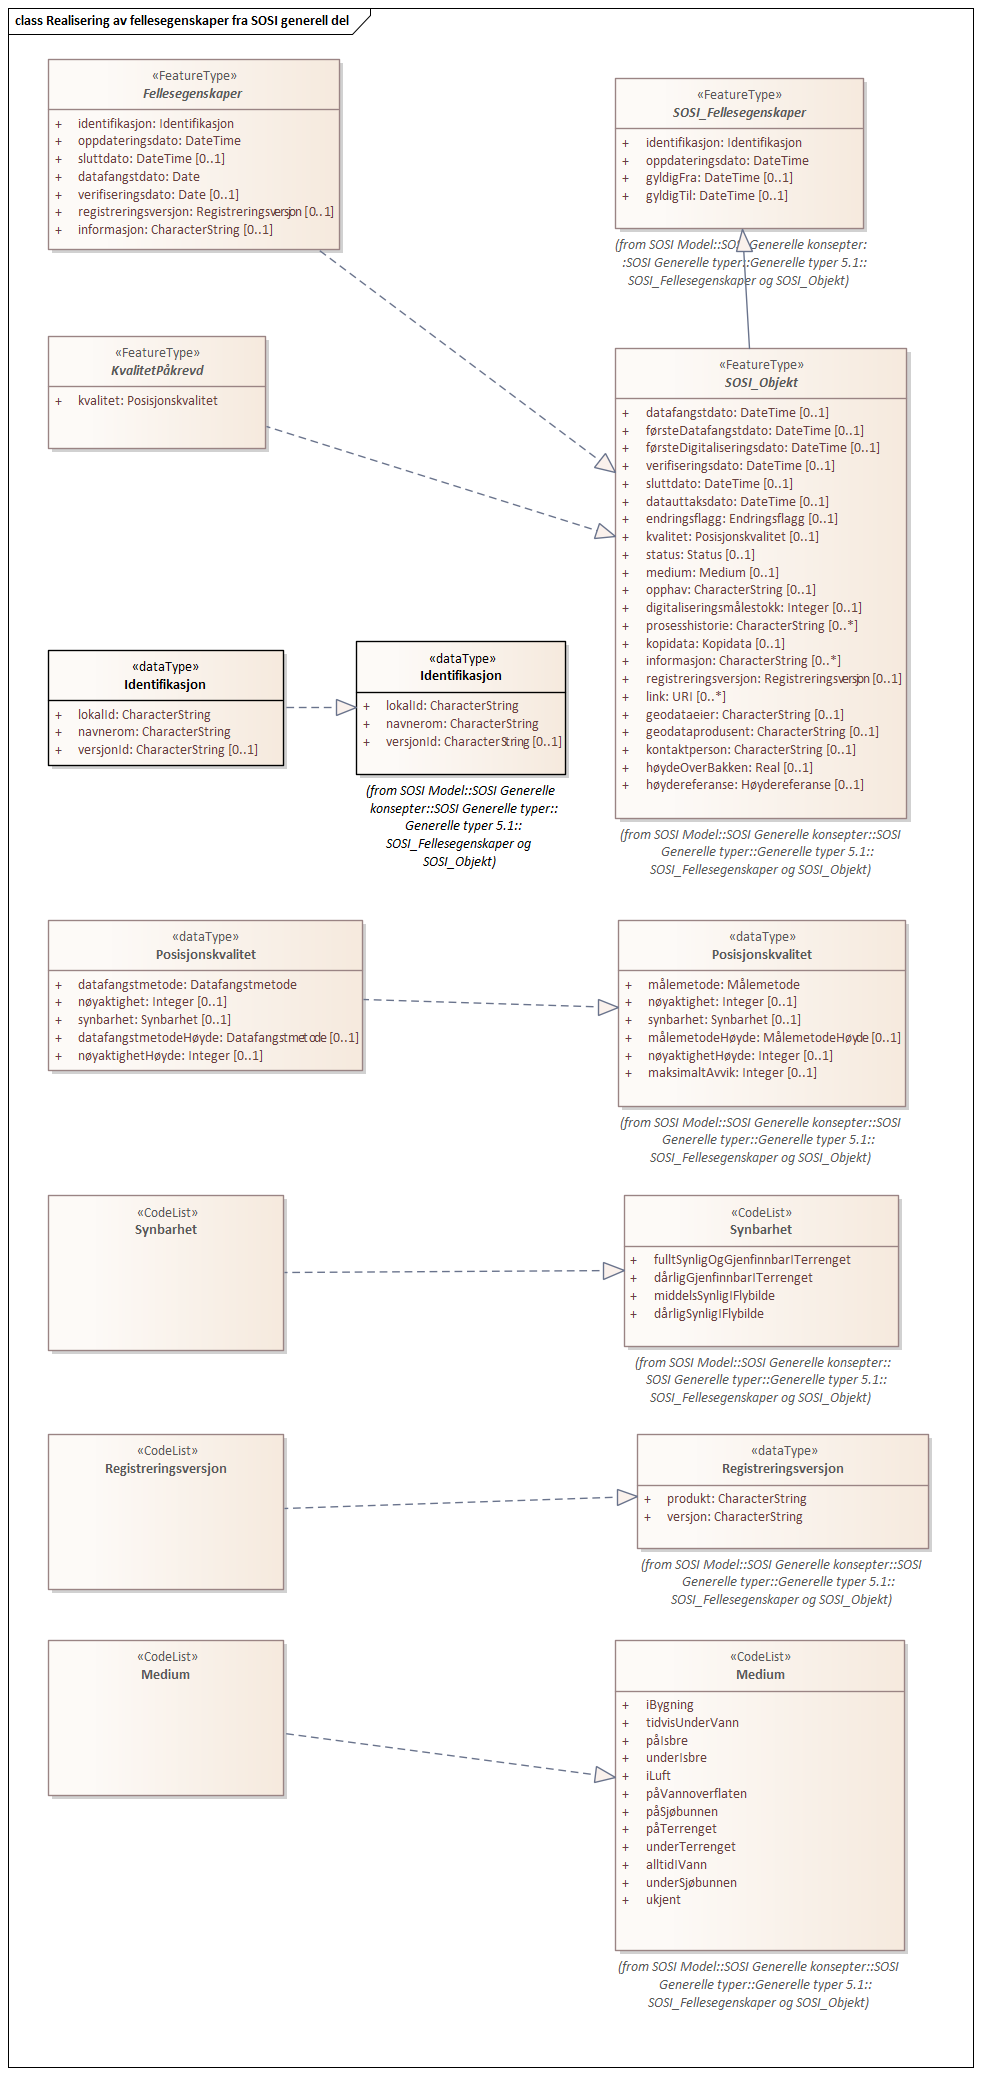 class Realisering av fellesegenskaper fra SOSI generell del
«FeatureType»
Fellesegenskaper
+ identifikasjon: Identifikasjon
+ oppdateringsdato: DateTime
+ sluttdato: DateTime [0..1]
+ datafangstdato: Date
+ verifiseringsdato: Date [0..1]
+ registreringsversjon: Registreringsversjon [0..1]
+ informasjon: CharacterString [0..1]
«FeatureType»
SOSI_Fellesegenskaper
+ identifikasjon: Identifikasjon
+ oppdateringsdato: DateTime
+ gyldigFra: DateTime [0..1]
+ gyldigTil: DateTime [0..1]
(from SOSI Model::SOSI Generelle konsepter:
:SOSI Generelle typer::Generelle typer 5.1::
SOSI_Fellesegenskaper og SOSI_Objekt)
«FeatureType»
KvalitetPåkrevd
+ kvalitet: Posisjonskvalitet
«FeatureType»
SOSI_Objekt
+ datafangstdato: DateTime [0..1]
+ førsteDatafangstdato: DateTime [0..1]
+ førsteDigitaliseringsdato: DateTime [0..1]
+ verifiseringsdato: DateTime [0..1]
+ sluttdato: DateTime [0..1]
+ datauttaksdato: DateTime [0..1]
+ endringsflagg: Endringsflagg [0..1]
+ kvalitet: Posisjonskvalitet [0..1]
+ status: Status [0..1]
+ medium: Medium [0..1]
+ opphav: CharacterString [0..1]
+ digitaliseringsmålestokk: Integer [0..1]
+ prosesshistorie: CharacterString [0..*]
+ kopidata: Kopidata [0..1]
+ informasjon: CharacterString [0..*]
+ registreringsversjon: Registreringsversjon [0..1]
+ link: URI [0..*]
+ geodataeier: CharacterString [0..1]
+ geodataprodusent: CharacterString [0..1]
+ kontaktperson: CharacterString [0..1]
+ høydeOverBakken: Real [0..1]
+ høydereferanse: Høydereferanse [0..1]
(from SOSI Model::SOSI Generelle konsepter::SOSI
Generelle typer::Generelle typer 5.1::
SOSI_Fellesegenskaper og SOSI_Objekt)
«dataType»
Identifikasjon
+ lokalId: CharacterString
+ navnerom: CharacterString
+ versjonId: CharacterString [0..1]
«dataType»
Identifikasjon
+ lokalId: CharacterString
+ navnerom: CharacterString
+ versjonId: CharacterString [0..1]
(from SOSI Model::SOSI Generelle
konsepter::SOSI Generelle typer::
Generelle typer 5.1::
SOSI_Fellesegenskaper og
SOSI_Objekt)
«dataType»
Posisjonskvalitet
+ datafangstmetode: Datafangstmetode
+ nøyaktighet: Integer [0..1]
+ synbarhet: Synbarhet [0..1]
+ datafangstmetodeHøyde: Datafangstmetode [0..1]
+ nøyaktighetHøyde: Integer [0..1]
«dataType»
Posisjonskvalitet
+ målemetode: Målemetode
+ nøyaktighet: Integer [0..1]
+ synbarhet: Synbarhet [0..1]
+ målemetodeHøyde: MålemetodeHøyde [0..1]
+ nøyaktighetHøyde: Integer [0..1]
+ maksimaltAvvik: Integer [0..1]
(from SOSI Model::SOSI Generelle konsepter::SOSI
Generelle typer::Generelle typer 5.1::
SOSI_Fellesegenskaper og SOSI_Objekt)
«CodeList»
Synbarhet
«CodeList»
Synbarhet
+ fulltSynligOgGjenfinnbarITerrenget
+ dårligGjenfinnbarITerrenget
+ middelsSynligIFlybilde
+ dårligSynligIFlybilde
(from SOSI Model::SOSI Generelle konsepter::
SOSI Generelle typer::Generelle typer 5.1::
SOSI_Fellesegenskaper og SOSI_Objekt)
«CodeList»
Registreringsversjon
«dataType»
Registreringsversjon
+ produkt: CharacterString
+ versjon: CharacterString
(from SOSI Model::SOSI Generelle konsepter::SOSI
Generelle typer::Generelle typer 5.1::
SOSI_Fellesegenskaper og SOSI_Objekt)
«CodeList»
Medium
«CodeList»
Medium
+ iBygning
+ tidvisUnderVann
+ påIsbre
+ underIsbre
+ iLuft
+ påVannoverflaten
+ påSjøbunnen
+ påTerrenget
+ underTerrenget
+ alltidIVann
+ underSjøbunnen
+ ukjent
(from SOSI Model::SOSI Generelle konsepter::SOSI
Generelle typer::Generelle typer 5.1::
SOSI_Fellesegenskaper og SOSI_Objekt)